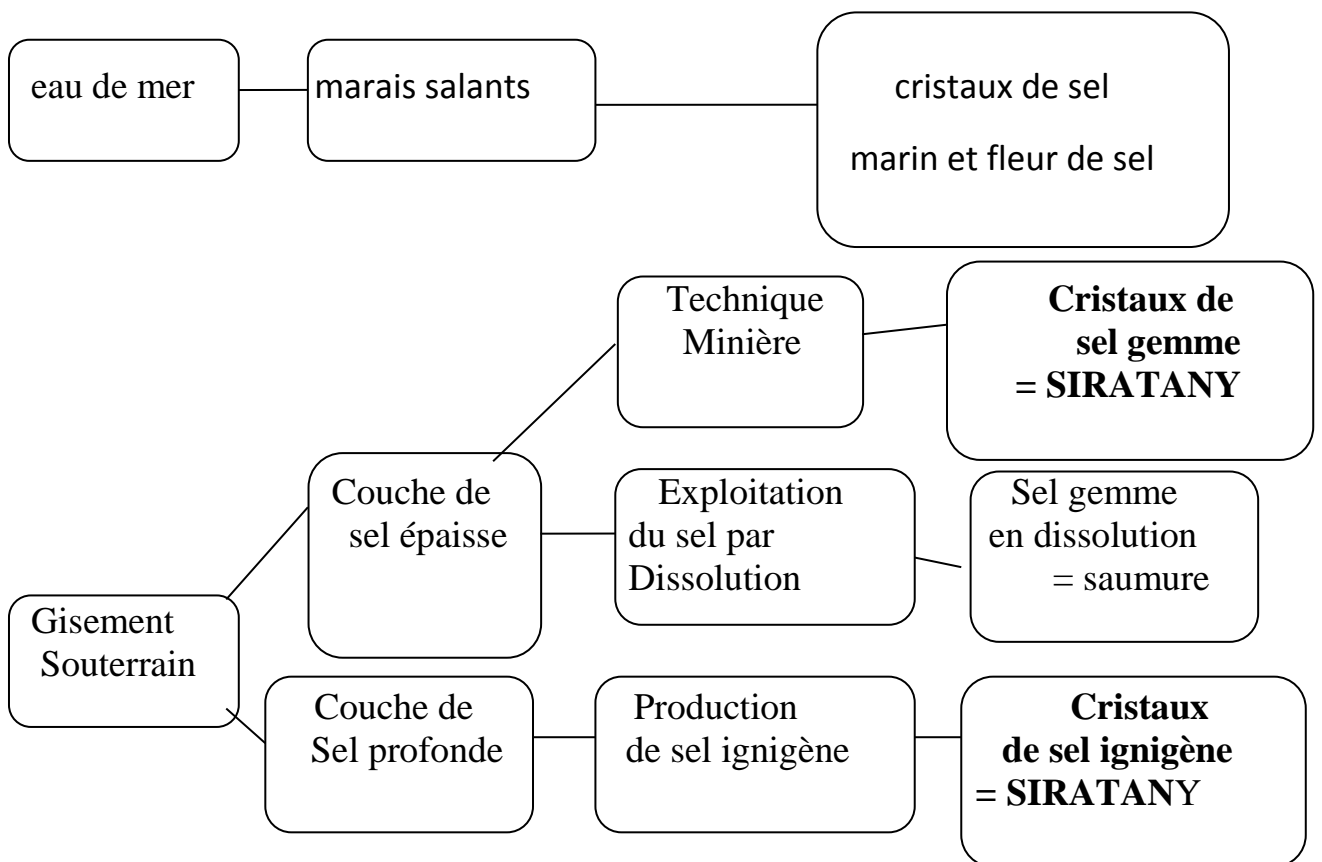 eau de mer
marais salants
cristaux de sel
marin et fleur de sel
Technique
Minière
Cristaux de
sel gemme
= SIRATANY
Couche de
sel épaisse
Exploitation
du sel par
Dissolution
Sel gemme
en dissolution
= saumure
Gisement
Souterrain
Couche de
Sel profonde
Production
de sel ignigène
Cristaux
de sel ignigène
= SIRATANY